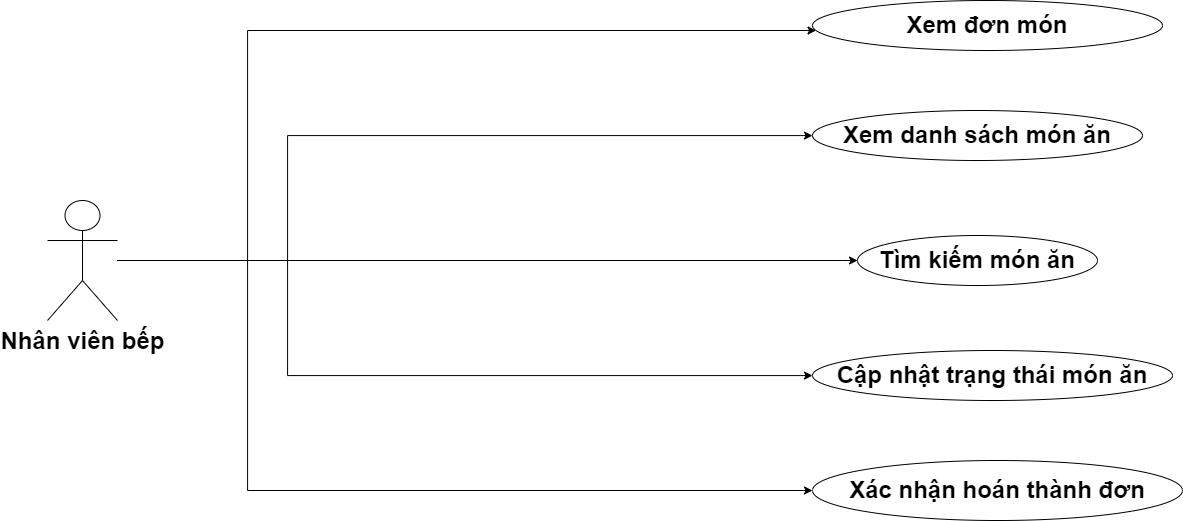 Xem đơn món
Xem danh sách món ăn
Tìm kiếm món ăn
Nhân viên bếp
Cập nhật trạng thái món ăn
Xác nhận hoán thành đơn